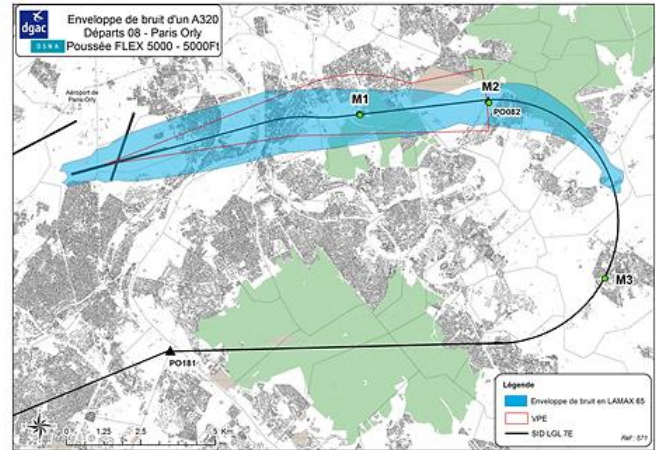 dgac
DSNA
Enveloppe de bruit d'un A320
Départs 08 - Paris Orly
Poussée FLEX 5000 - 5000Ft
Aéroport de
Paris-Orly
M1
M2
PO082
M3
PO181
0 1,25 2,5 5 Km
Légende
Enveloppe de bruit en LAMAX 65
VPE
SID LGL 7E
Réf : 571